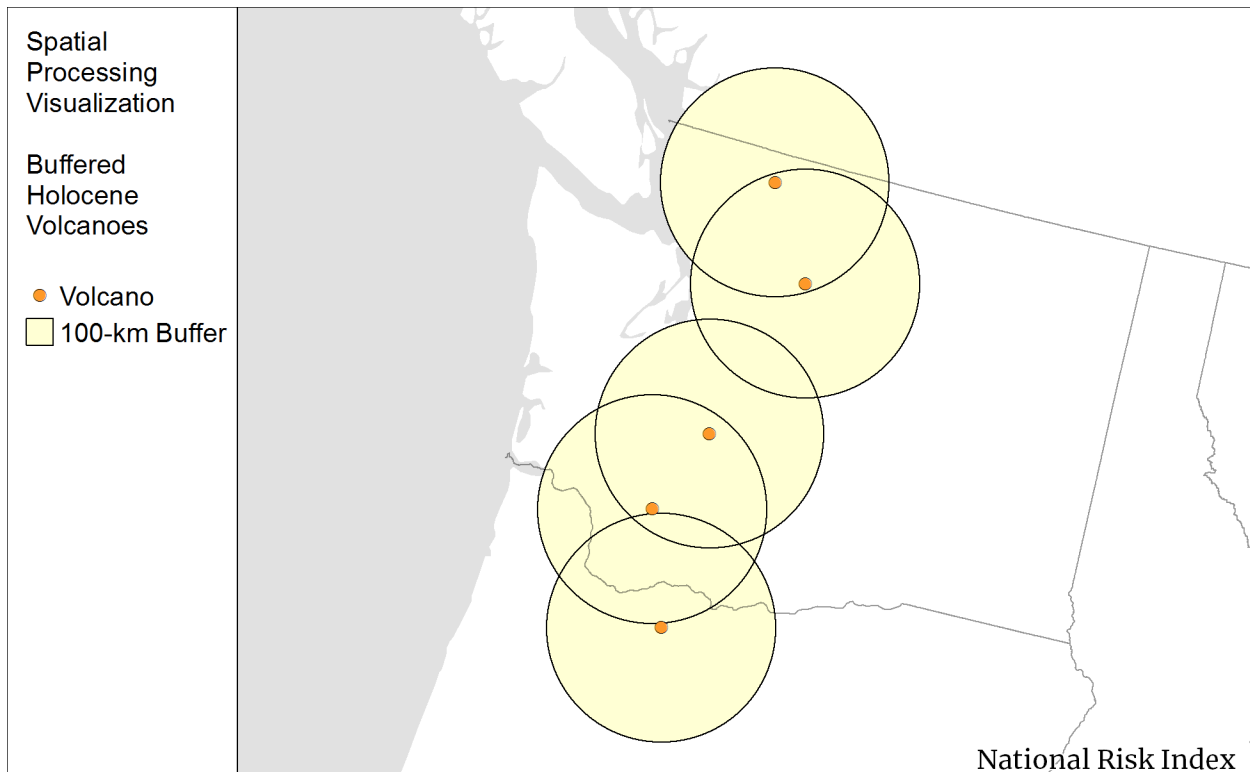 Spatial
Processing
Visualization
Buffered
Holocene
Volcanoes
Volcano
100-km Buffer
National Risk Index